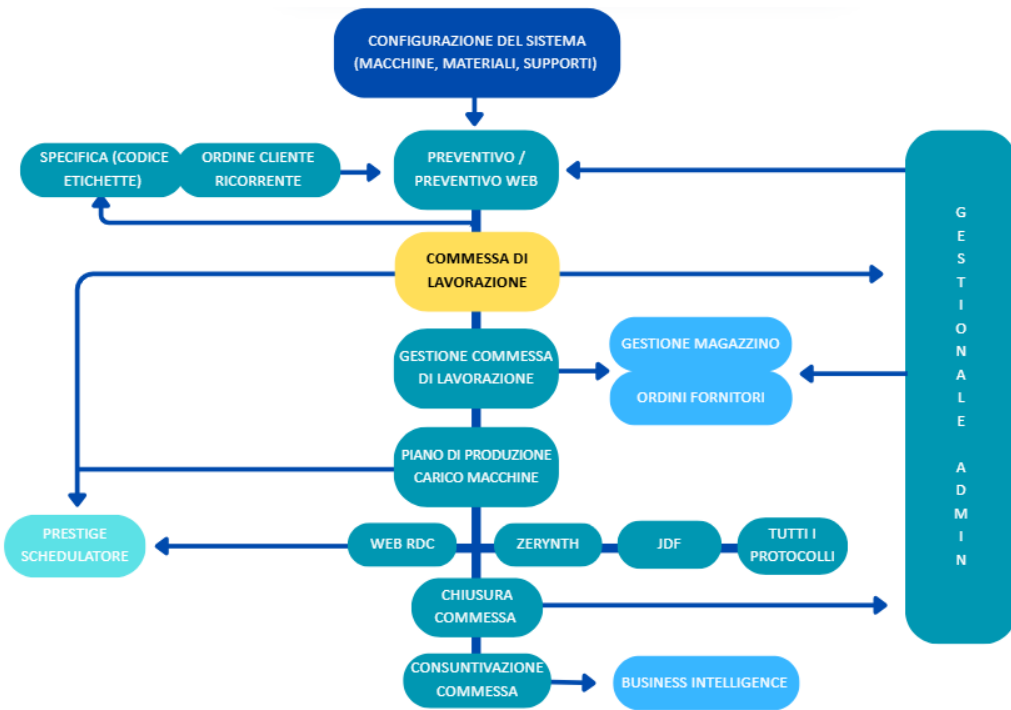 CONFIGURAZIONE DEL SISTEMA
(MACCHINE, MATERIALI, SUPPORTI)
SPECIFICA (CODICE
ETICHETTE)
ORDINE CLIENTE
RICORRENTE
PREVENTIVO /
PREVENTIVO WEB
COMMESSA DI
LAVORAZIONE
GESTIONE COMMESSA
DI LAVORAZIONE
GESTIONE MAGAZZINO
ORDINI FORNITORI
PIANO DI PRODUZIONE
CARICO MACCHINE
PRESTIGE
SCHEDULATORE
WEB RDC
ZERYNTH
JDF
TUTTI I
PROTOCOLLI
CHIUSURA
COMMESSA
CONSUNTIVAZIONE
COMMESSA
BUSINESS INTELLIGENCE
GESTIONALE ADMIN